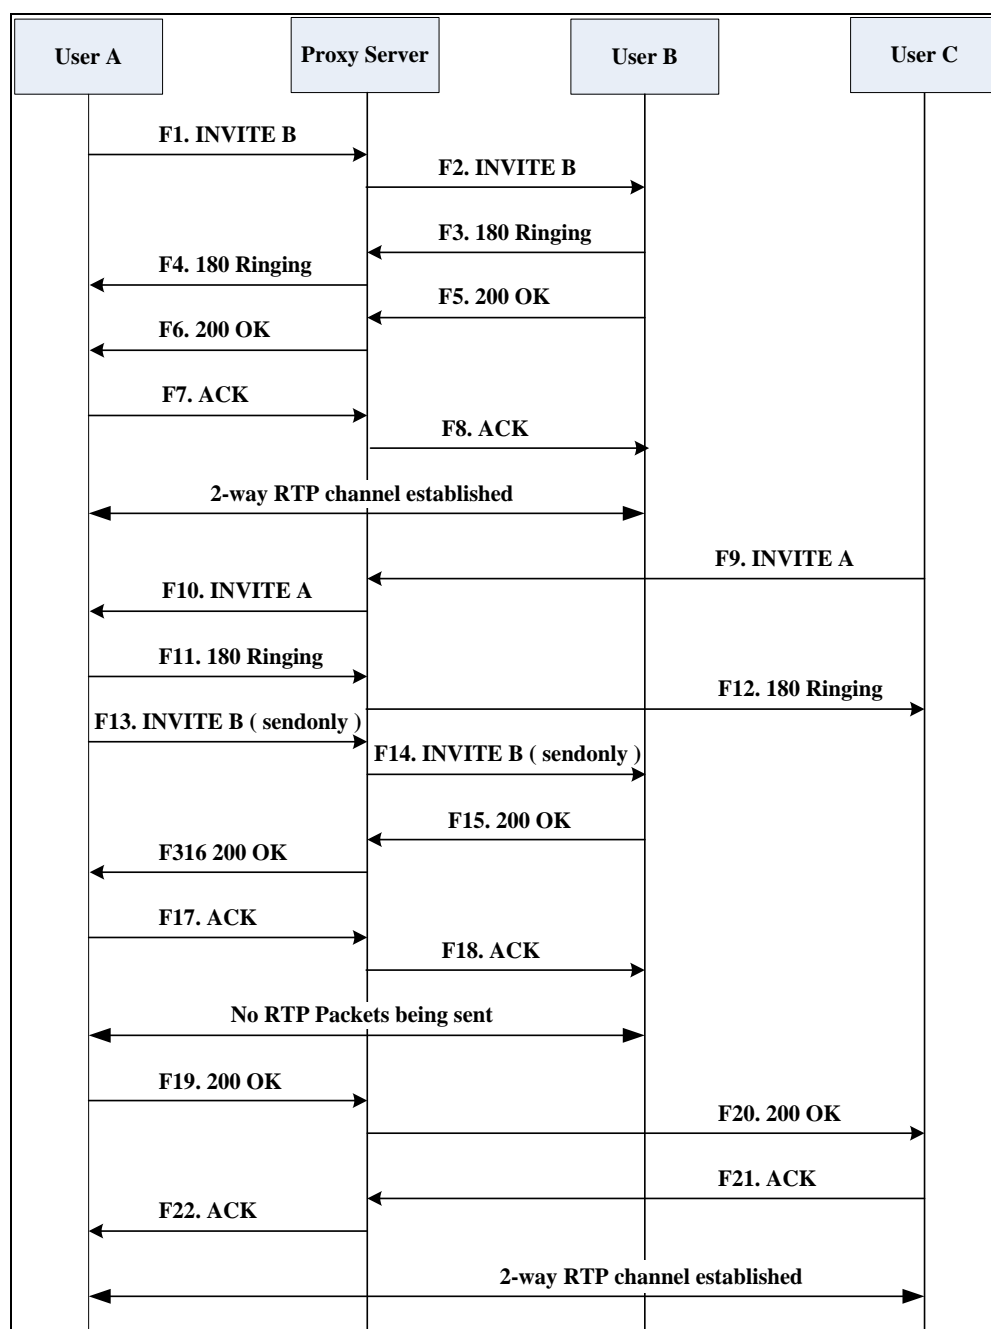 User A
Proxy Server
User B
User C
F1. INVITE B
F2. INVITE B
F3. 180 Ringing
F4. 180 Ringing
F5. 200 OK
F6. 200 OK
F7. ACK
F8. ACK
2-way RTP channel established
F9. INVITE A
F10. INVITE A
F11. 180 Ringing
F12. 180 Ringing
F13. INVITE B ( sendonly )
F14. INVITE B ( sendonly )
F15. 200 OK
F316 200 OK
F17. ACK
F18. ACK
No RTP Packets being sent
F19. 200 OK
F20. 200 OK
F21. ACK
F22. ACK
2-way RTP channel established